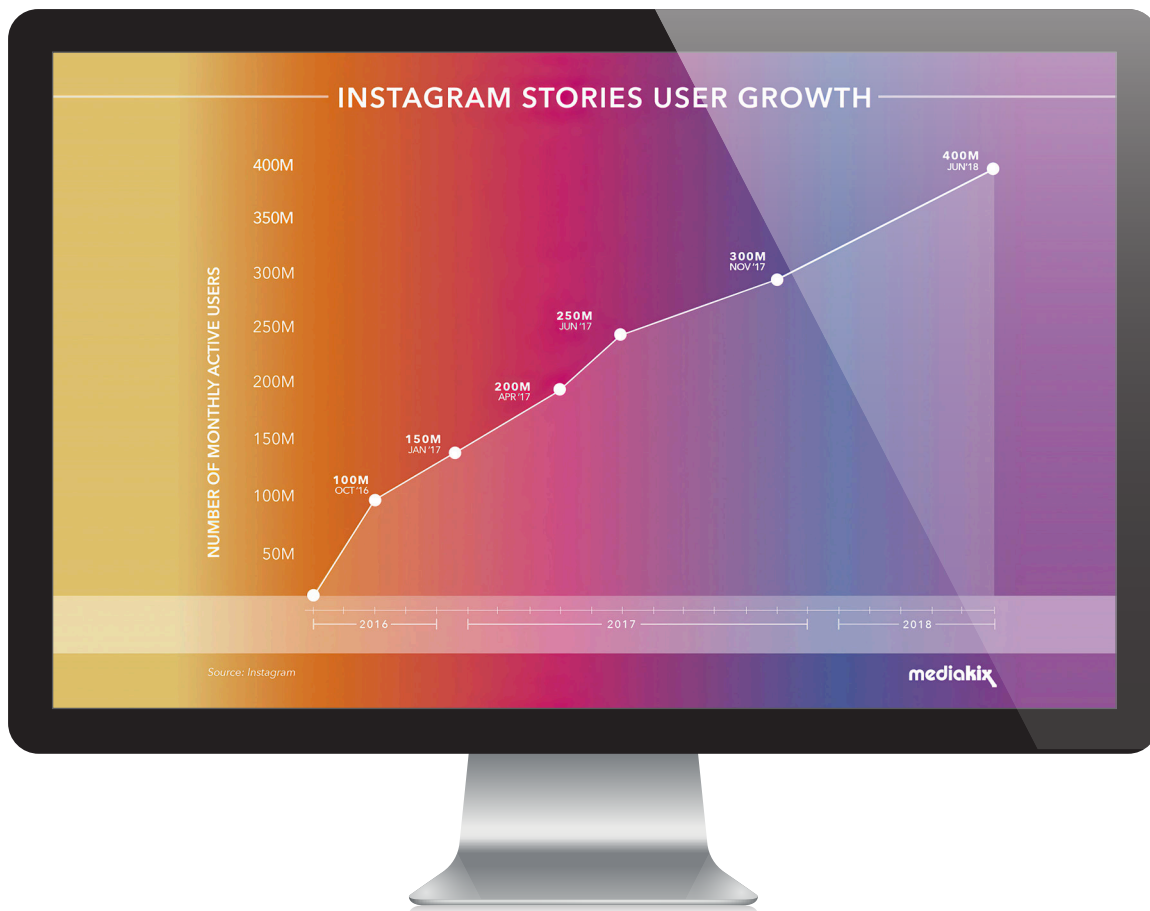 INSTAGRAM STORIES USER GROWTH
NUMBER OF MONTHLY ACTIVE USERS
400M
350M
300M
250M
200M
150M
100M
50M
100M
OCT '16
150M
JAN '17
200M
APR '17
250M
JUN '17
300M
NOV '17
400M
JUN'18
2016
2017
2018
Source: Instagram
mediakix